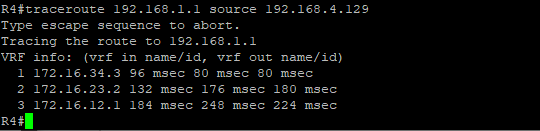 R4#traceroute 192.168.1.1 source 192.168.4.129
Type escape sequence to abort.
Tracing the route to 192.168.1.1
VRF info: (vrf in name/id, vrf out name/id)
  1 172.16.34.3 96 msec 80 msec 80 msec
  2 172.16.23.2 132 msec 176 msec 180 msec
  3 172.16.12.1 184 msec 248 msec 224 msec
R4#